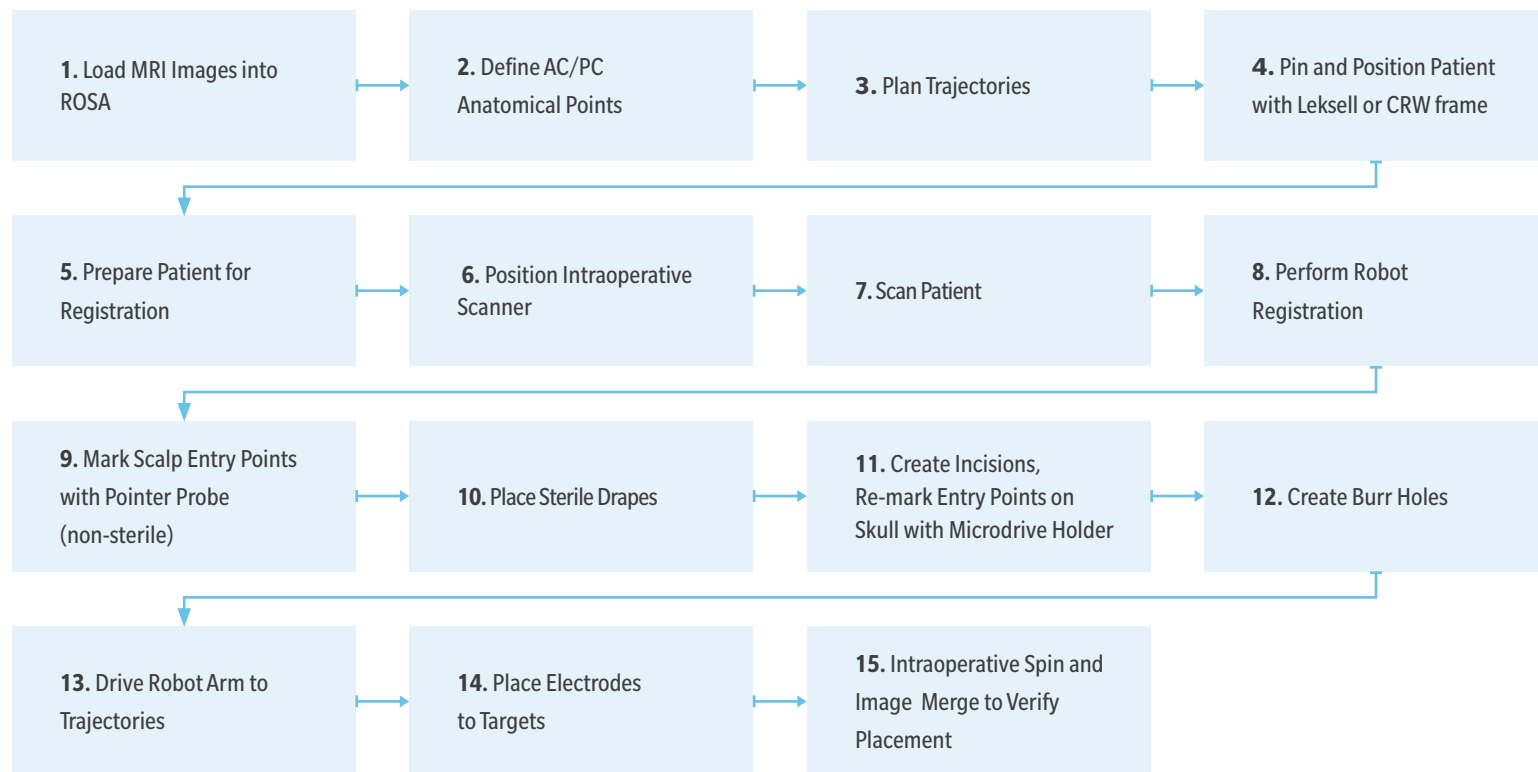 1. Load MRI Images into
ROSA
2. Define AC/PC
Anatomical Points
3. Plan Trajectories
4. Pin and Position Patient
with Leksell or CRW frame
5. Prepare Patient for
Registration
6. Position Intraoperative
Scanner
7. Scan Patient
8. Perform Robot
Registration
9. Mark Scalp Entry Points
with Pointer Probe
(non-sterile)
10. Place Sterile Drapes
11. Create Incisions,
Re-mark Entry Points on
Skull with Microdrive Holder
12. Create Burr Holes
13. Drive Robot Arm to
Trajectories
14. Place Electrodes
to Targets
15. Intraoperative Spin and
Image Merge to Verify
Placement